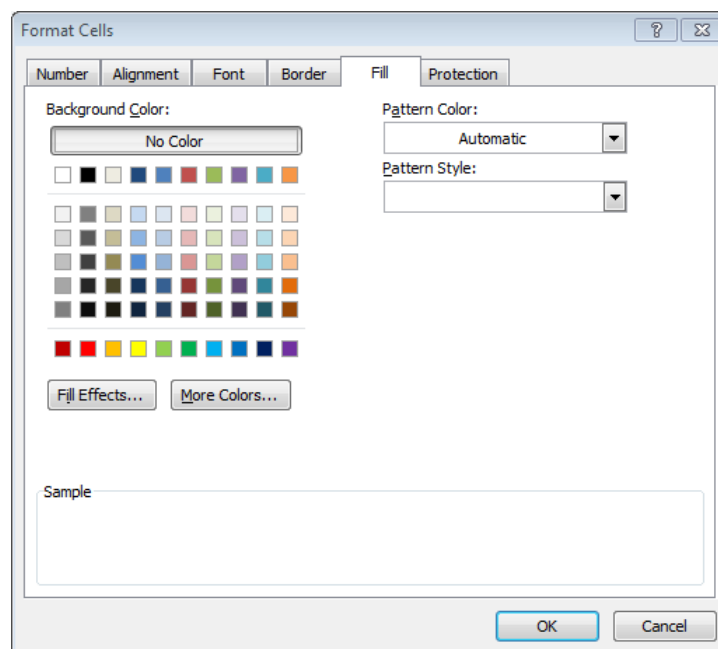 Format Cells
Number Alignment Font Border Fill Protection
Background Color:
No Color
Pattern Color:
Automatic
Pattern Style:
Fill Effects... More Colors...
Sample
OK Cancel